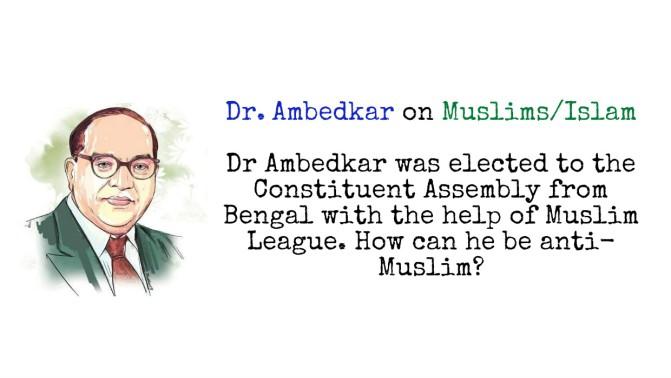 Dr. Ambedkar on Muslims/Islam
Dr Ambedkar was elected to the
Constituent Assembly from
Bengal with the help of Muslim
League. How can he be anti-
Muslim?